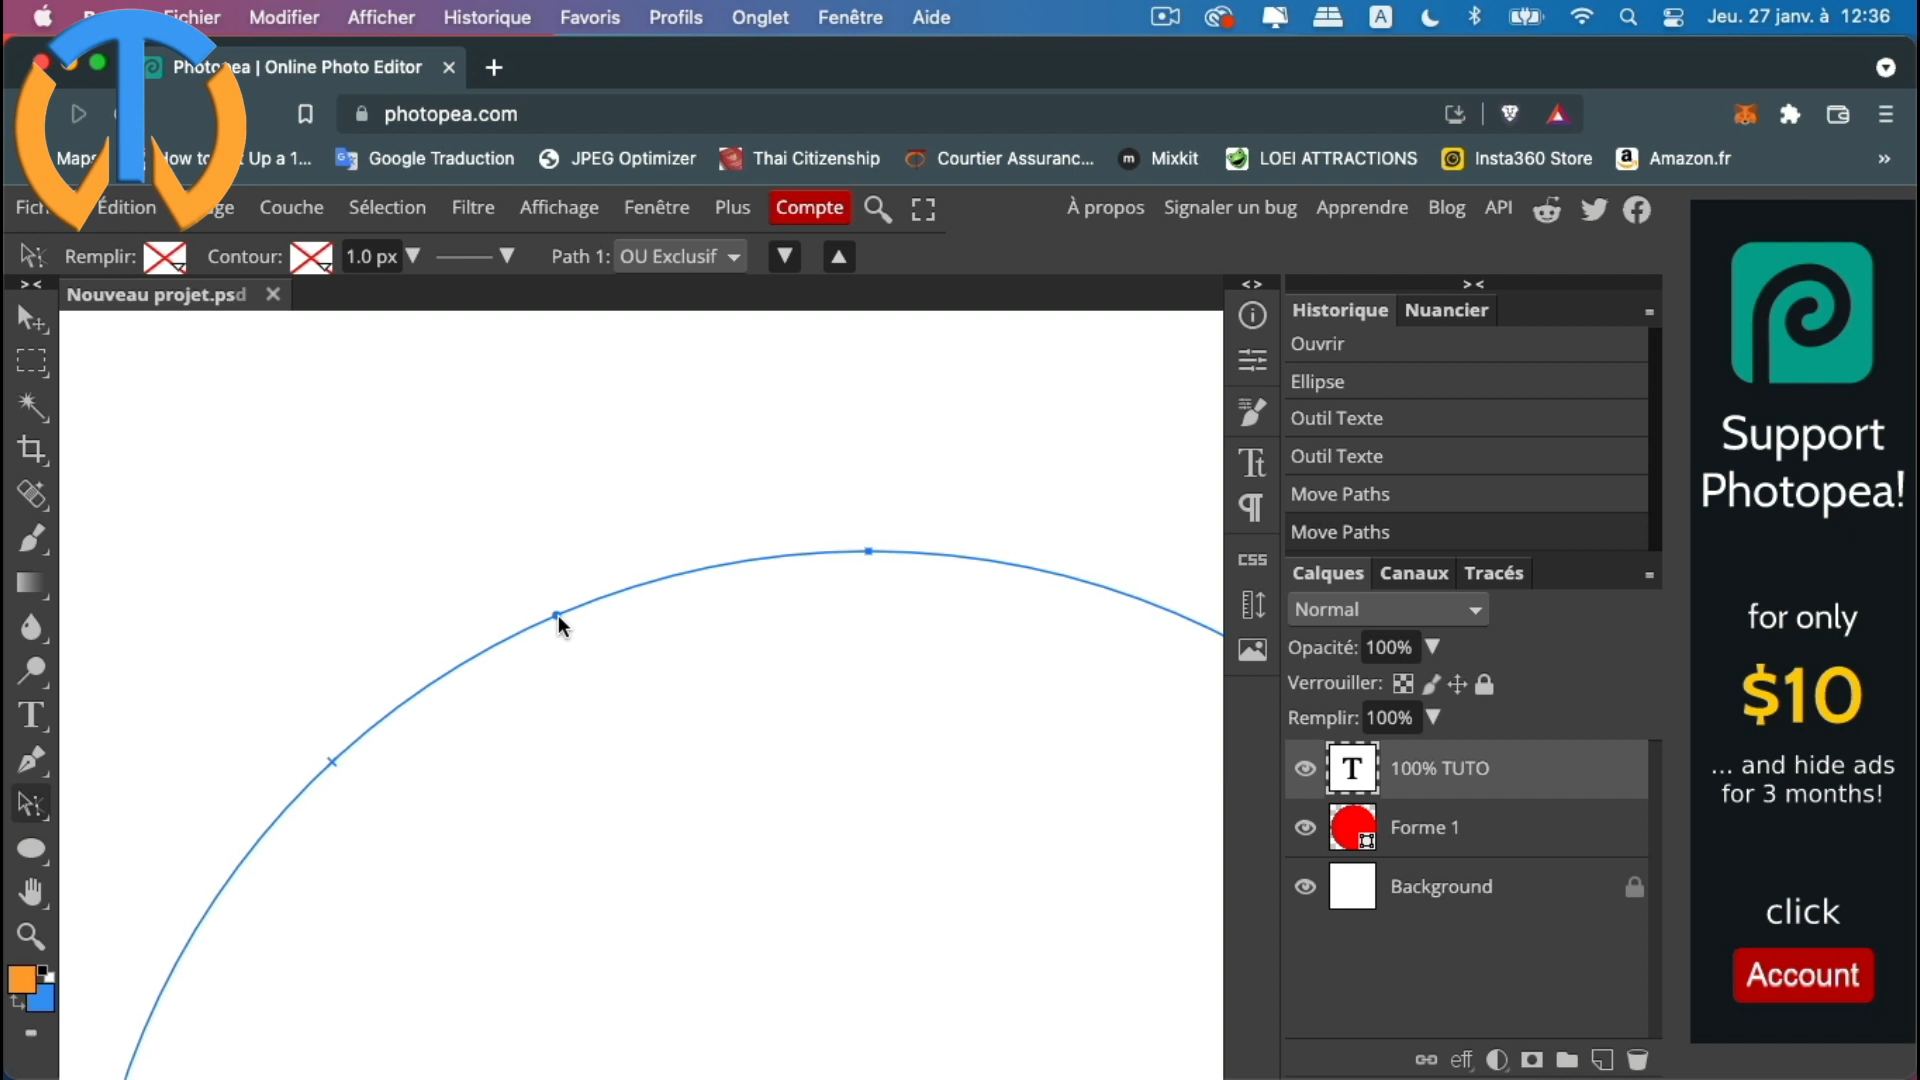 Fichier Modifier Afficher Historique Favoris Profils Onglet Fenêtre Aide A Jeu. 27 janv. à 12:36
Photopea | Online Photo Editor
photopea.com
Maps How to Up a 1... Google Traduction JPEG Optimizer Thai Citizenship Courtier Assuranc... m Mixkit LOEI ATTRACTIONS Insta360 Store Amazon.fr »
Édition Couche Sélection Filtre Affichage Fenêtre Plus Compte À propos Signaler un bug Apprendre Blog API
Remplir: Contour: 1.0 px Path 1: OU Exclusif
Nouveau projet.psd
Historique Nuancier
Ouvrir
Ellipse
Outil Texte
Outil Texte
Move Paths
Move Paths
CSS
Calques Canaux Tracés
Normal
Opacité: 100%
Verrouiller:
Remplir: 100%
T 100% TUTO
Forme 1
Background
eff
Support
Photopea!
for only
$10
... and hide ads
for 3 months!
click
Account